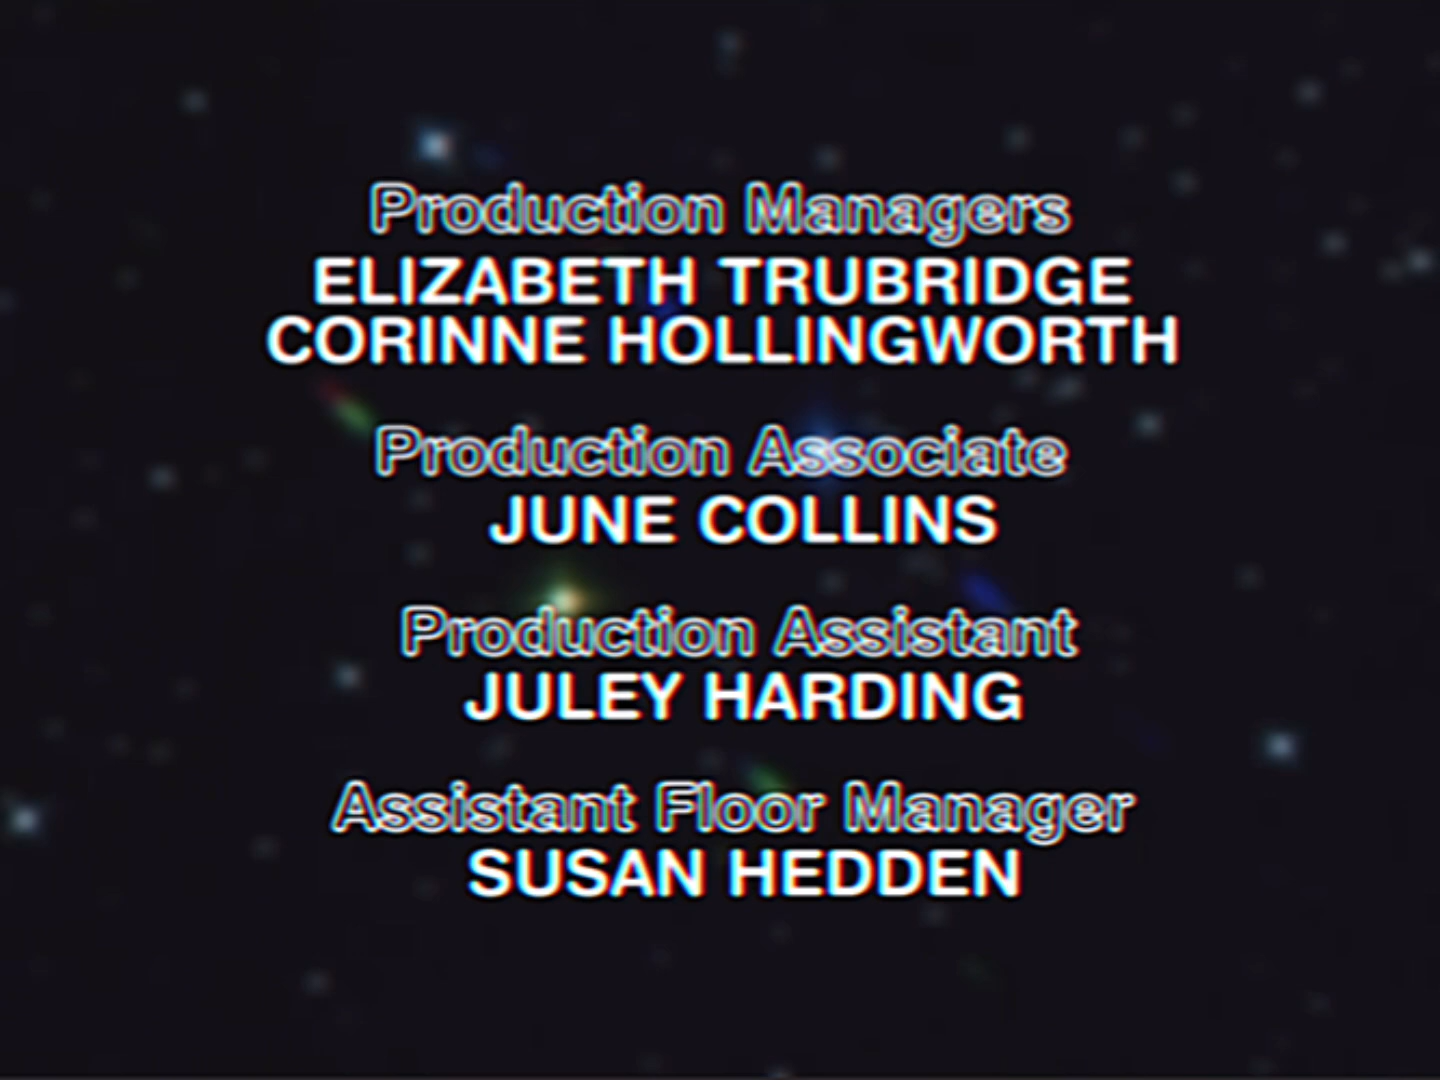 Production Managers
ELIZABETH TRUBRIDGE
CORINNE HOLLINGWORTH
Production Associate
JUNE COLLINS
Production Assistant
JULEY HARDING
Assistant Floor Manager
SUSAN HEDDEN